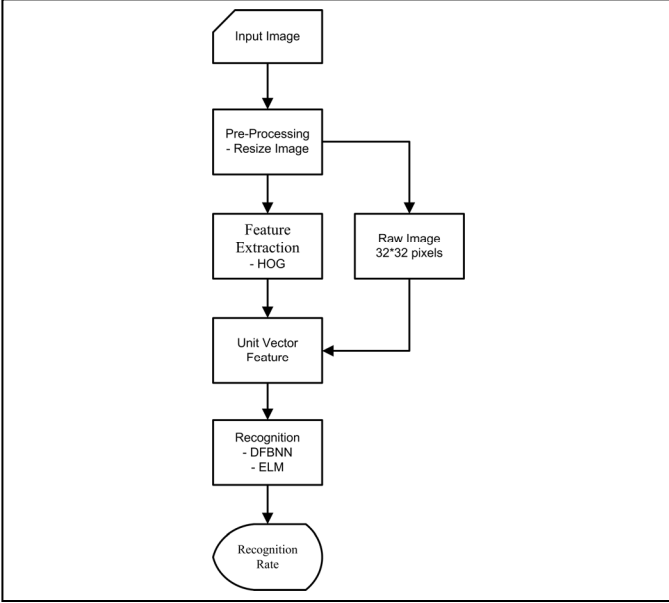 Input Image
Pre-Processing
- Resize Image
Feature
Extraction
- HOG
Raw Image
32*32 pixels
Unit Vector
Feature
Recognition
- DFBNN
- ELM
Recognition
Rate